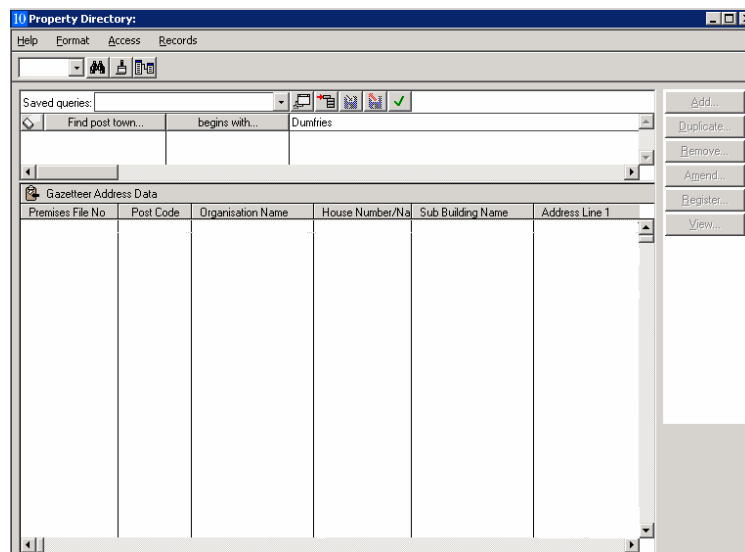 10 Property Directory:
Help Format Access Records
Saved queries:
Find post town... begins with... Dumfries
Gazetteer Address Data
Premises File No Post Code Organisation Name House Number/Na Sub Building Name Address Line 1
Add...
Duplicate...
Remove...
Amend...
Register...
View...